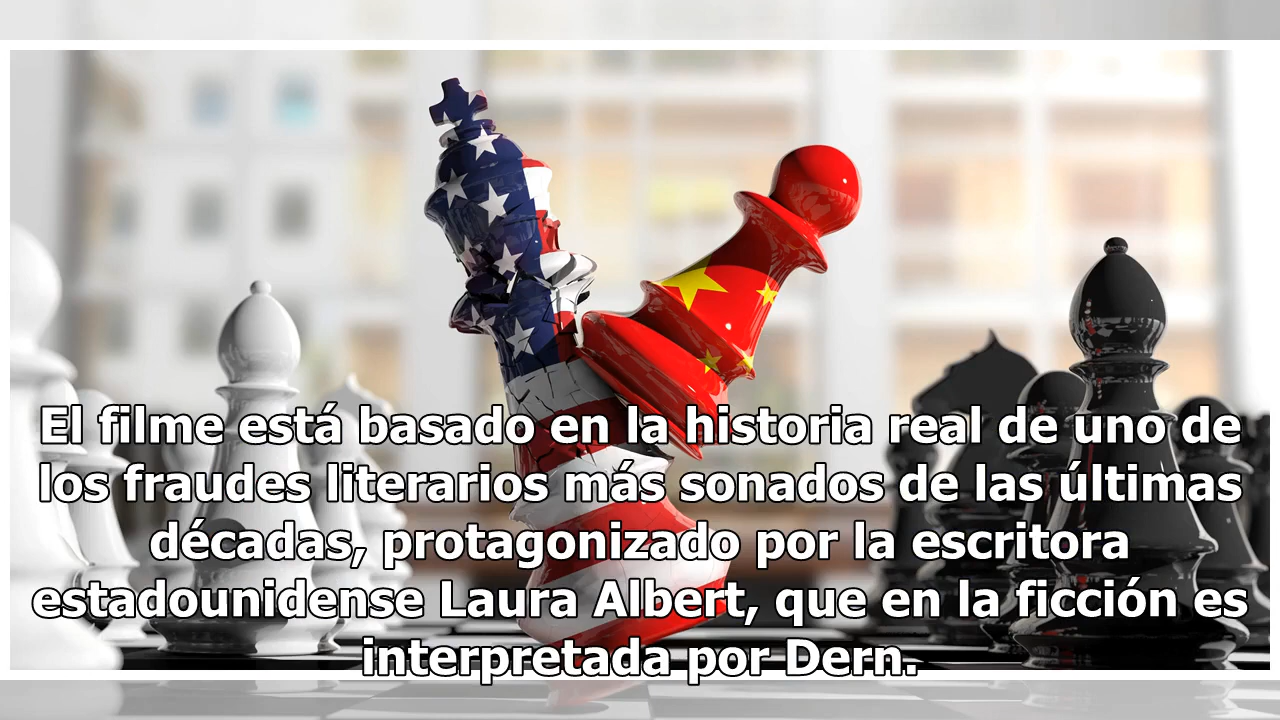 El filme está basado en la historia real de uno de
los fraudes literarios más sonados de las últimas
décadas, protagonizado por la escritora
estadounidense Laura Albert, que en la ficción es
interpretada por Dern.